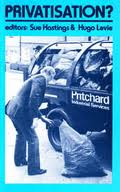 PRIVATISATION?
editors: Sue Hastings & Hugo Levie
Pritchard
Industrial Services